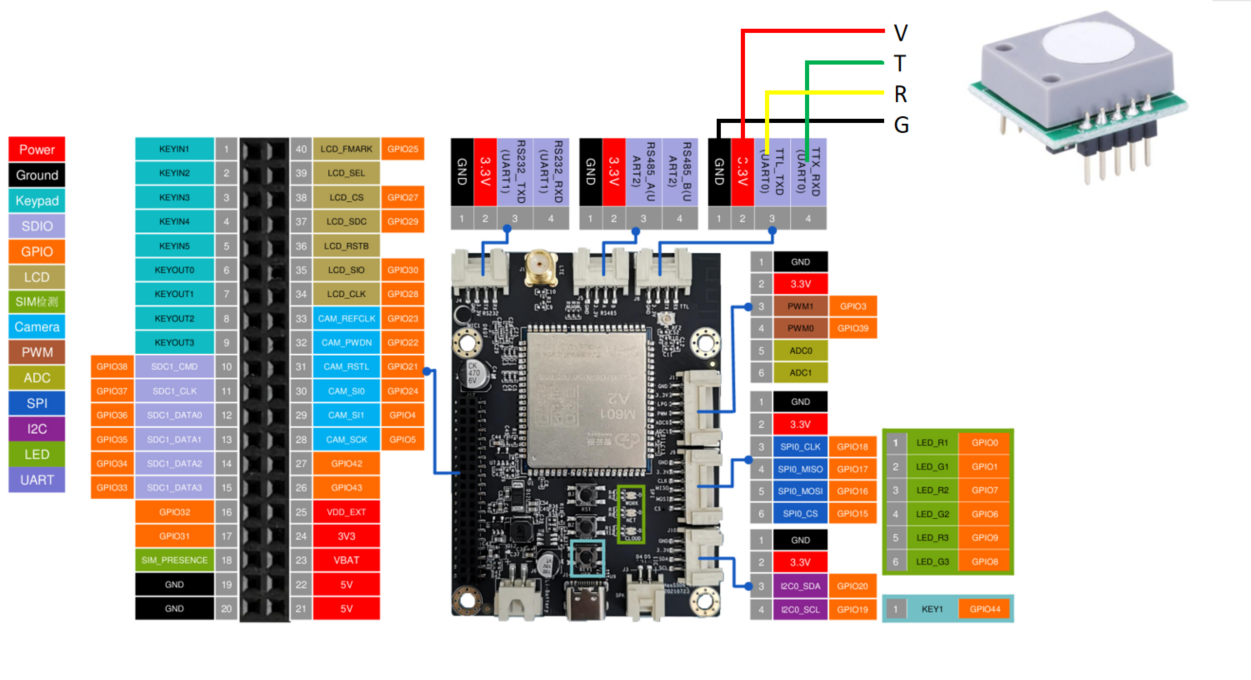 V
T
R
G
Power
Ground
Keypad
SDIO
GPIO
LCD
SIM检测
Camera
PWM
ADC
SPI
I2C
LED
UART
KEYIN1 1 40 LCD_FMARK GPIO25
KEYIN2 2 39 LCD_SEL
KEYIN3 3 38 LCD_CS GPIO27
KEYIN4 4 37 LCD_SDC GPIO29
KEYIN5 5 36 LCD_RSTB
KEYOUT0 6 35 LCD_SIO GPIO30
KEYOUT1 7 34 LCD_CLK GPIO28
KEYOUT2 8 33 CAM_REFCLK GPIO23
KEYOUT3 9 32 CAM_PWDN GPIO22
GPIO38 SDC1_CMD 10 31 CAM_RSTL GPIO21
GPIO37 SDC1_CLK 11 30 CAM_SI0 GPIO24
GPIO36 SDC1_DATA0 12 29 CAM_SI1 GPIO4
GPIO35 SDC1_DATA1 13 28 CAM_SCK GPIO5
GPIO34 SDC1_DATA2 14 27 GPIO42
GPIO33 SDC1_DATA3 15 26 GPIO43
GPIO32 16 25 VDD_EXT
GPIO31 17 24 3V3
SIM_PRESENCE 18 23 VBAT
GND 19 22 5V
GND 20 21 5V
GND
3.3V
RS232_TXD
(UART1)
RS232_RXD
(UART1)
1 2 3 4
GND
3.3V
RS485_A(U
ART2)
RS485_B(U
ART2)
1 2 3 4
GND
3.3V
TTL_TXD
(UART0)
TTX_RXD
(UART0)
1 2 3 4
LTE
RS232
RS485
TTL
CK
470
6V
M601
A2
RST
WORK
NET
CLOUD
1 GND
2 3.3V
3 PWM1 GPIO3
4 PWM0 GPIO39
5 ADC0
6 ADC1
1 GND
2 3.3V
3 SPI0_CLK GPIO18
4 SPI0_MISO GPIO17
5 SPI0_MOSI GPIO16
6 SPI0_CS GPIO15
1 GND
2 3.3V
3 I2C0_SDA GPIO20
4 I2C0_SCL GPIO19
1 LED_R1 GPIO0
2 LED_G1 GPIO1
3 LED_R2 GPIO7
4 LED_G2 GPIO6
5 LED_R3 GPIO9
6 LED_G3 GPIO8
1 KEY1 GPIO44